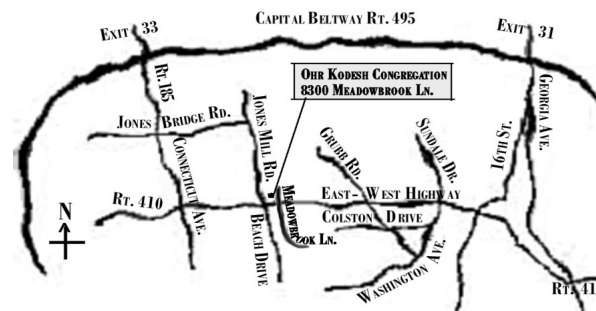 Capital Beltway Rt. 495
Exit 33
Exit 31
Ohr Kodesh Congregation
8300 Meadowbrook Ln.
Rt. 185
Connecticut Ave.
Jones Bridge Rd.
Jones Mill Rd.
Beach Drive
Meadowbrook Ln.
Grubb Rd.
Sundale Dr.
16th St.
Georgia Ave.
East-West Highway
Rt. 410
Colston Drive
Washington Ave.
Rt. 41
N